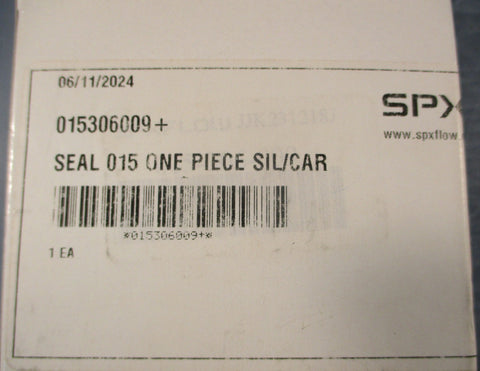 06/11/2024
SPX
015306009+
www.spxflow.
SEAL 015 ONE PIECE SIL/CAR
*015306009+*
1 EA